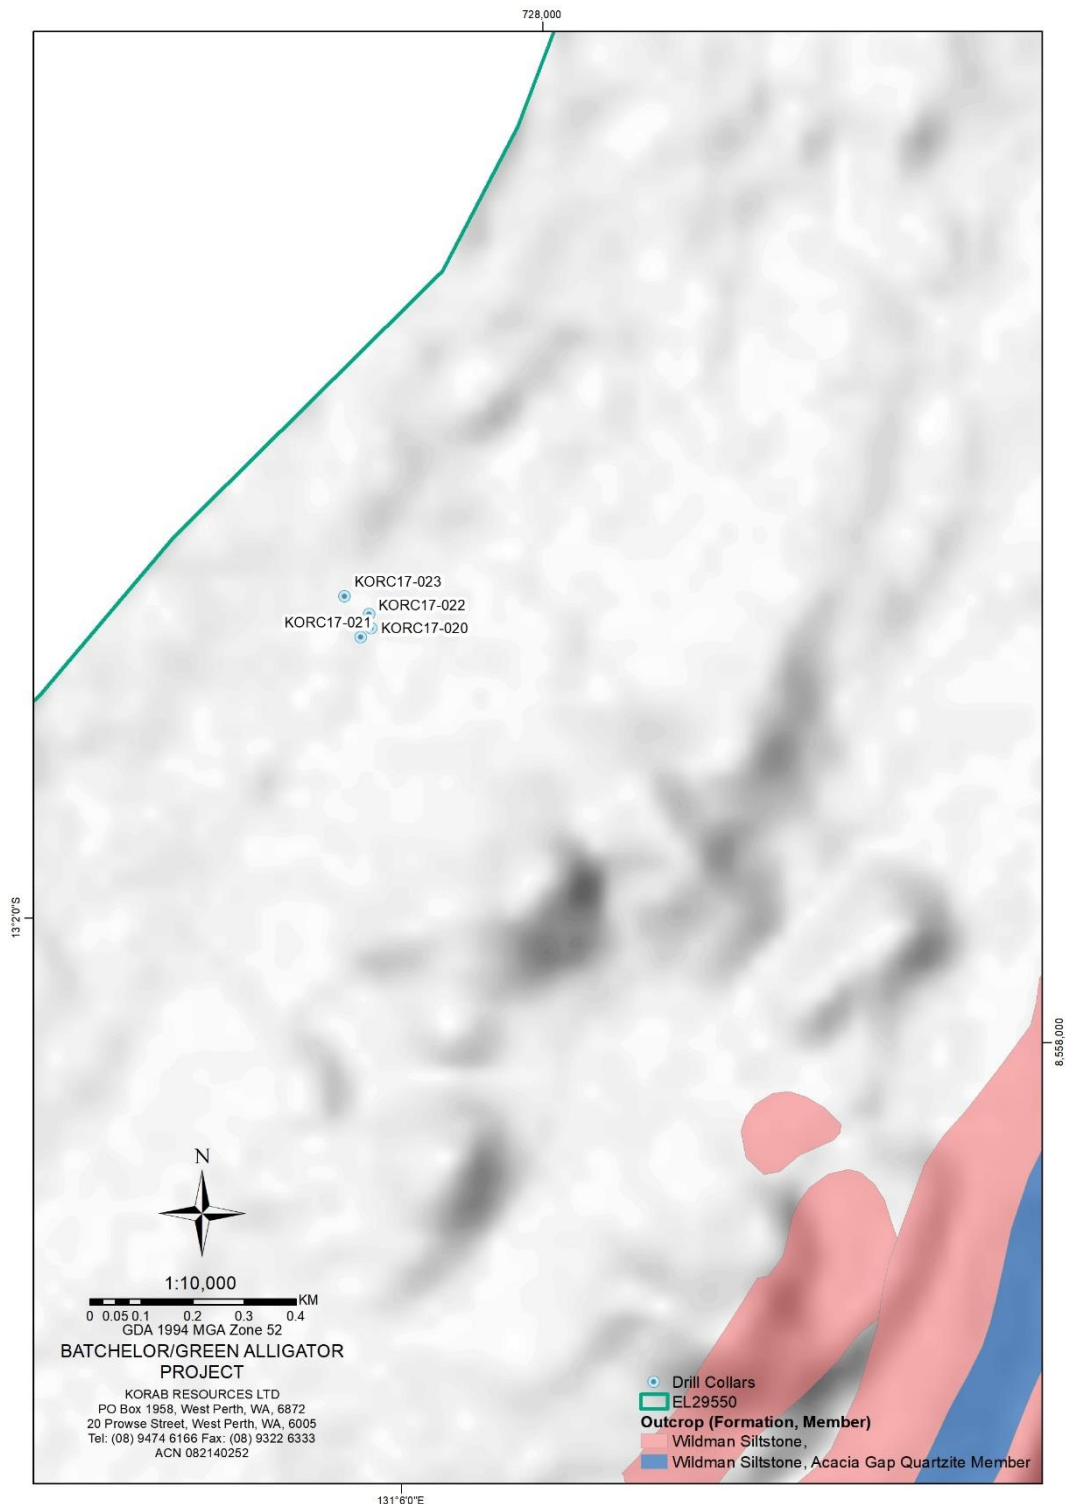 728,000
KORC17-023
KORC17-022
KORC17-021
KORC17-020
13°2'0"S
8,558,000
N
1:10,000
KM
0 0.05 0.1 0.2 0.3 0.4
GDA 1994 MGA Zone 52
BATCHELOR/GREEN ALLIGATOR
PROJECT
KORAB RESOURCES LTD
PO Box 1958, West Perth, WA, 6872
20 Prowse Street, West Perth, WA, 6005
Tel: (08) 9474 6166 Fax: (08) 9322 6333
ACN 082140252
Drill Collars
EL29550
Outcrop (Formation, Member)
Wildman Siltstone,
Wildman Siltstone, Acacia Gap Quartzite Member
131°6'0"E